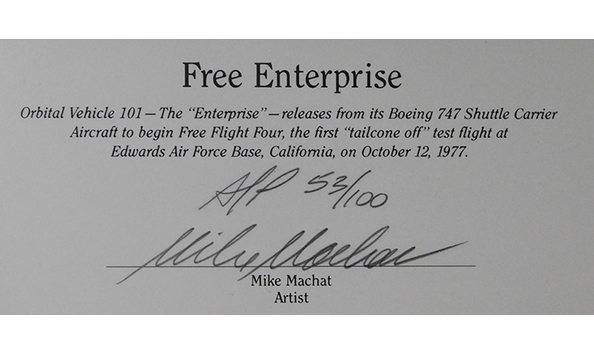 Free Enterprise
Orbital Vehicle 101—The "Enterprise"—releases from its Boeing 747 Shuttle Carrier
Aircraft to begin Free Flight Four, the first "tailcone off" test flight at
Edwards Air Force Base, California, on October 12, 1977.
A/P 53/100
Mike Machat
Mike Machat
Artist